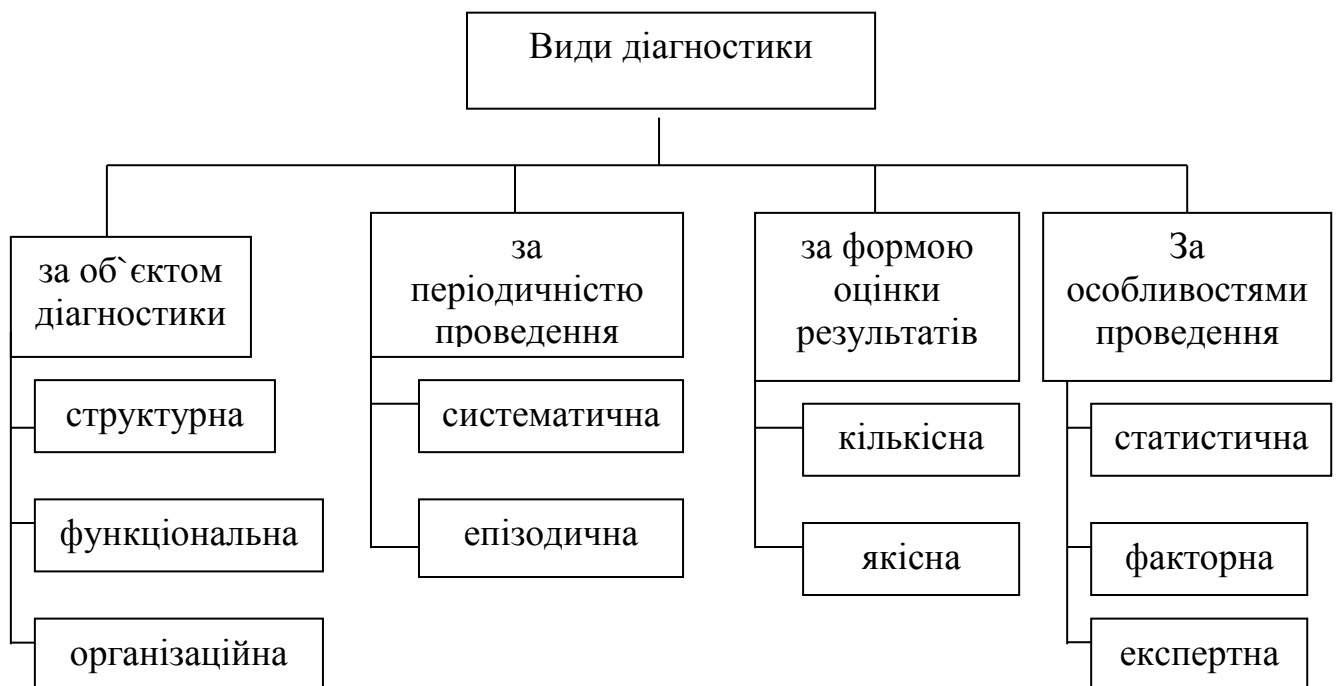 Види діагностики
за об`єктом
діагностики
структурна
функціональна
організаційна
за
періодичністю
проведення
систематична
епізодична
за формою
оцінки
результатів
кількісна
якісна
За
особливостями
проведення
статистична
факторна
експертна